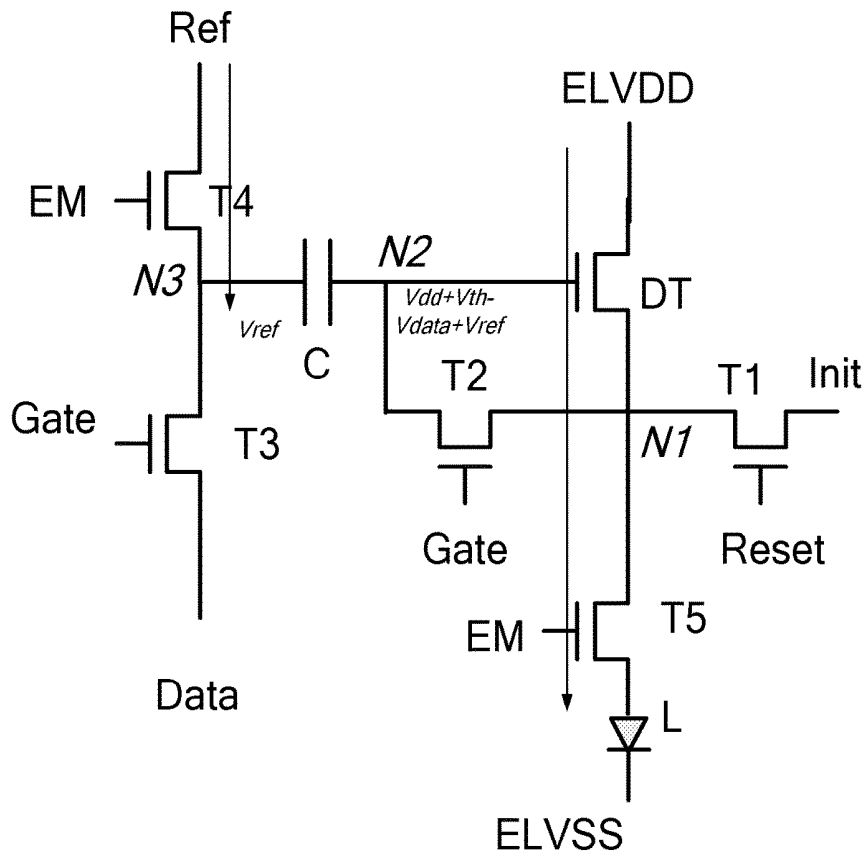 Ref
ELVDD
EM
T4
N3
N2
DT
Vdd+Vth-
Vdata+Vref
Vref
C
T2
T1
Init
Gate
T3
N1
Gate
Reset
EM
T5
Data
L
ELVSS